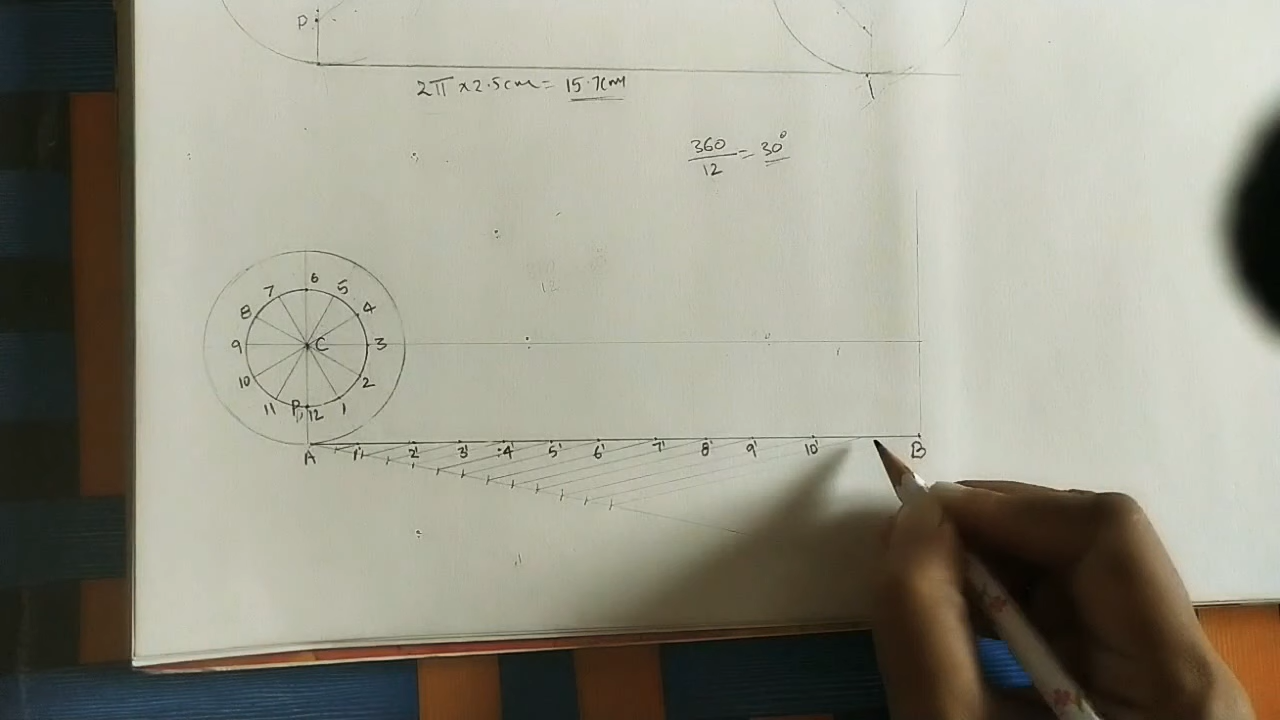 P
2π×2.5cm = 15.7cm
360/12 = 30°
6
7 5
8 4
9 C 3
10 2
11 P, 12 1
A 1' 2' 3' 4' 5' 6' 7' 8' 9' 10' B